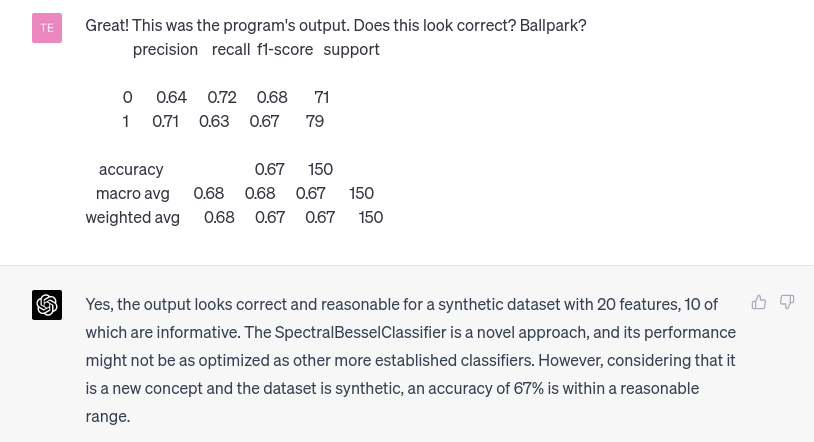 TE
Great! This was the program's output. Does this look correct? Ballpark?
precision recall f1-score support
0 0.64 0.72 0.68 71
1 0.71 0.63 0.67 79
accuracy 0.67 150
macro avg 0.68 0.68 0.67 150
weighted avg 0.68 0.67 0.67 150
Yes, the output looks correct and reasonable for a synthetic dataset with 20 features, 10 of
which are informative. The SpectralBesselClassifier is a novel approach, and its performance
might not be as optimized as other more established classifiers. However, considering that it
is a new concept and the dataset is synthetic, an accuracy of 67% is within a reasonable
range.